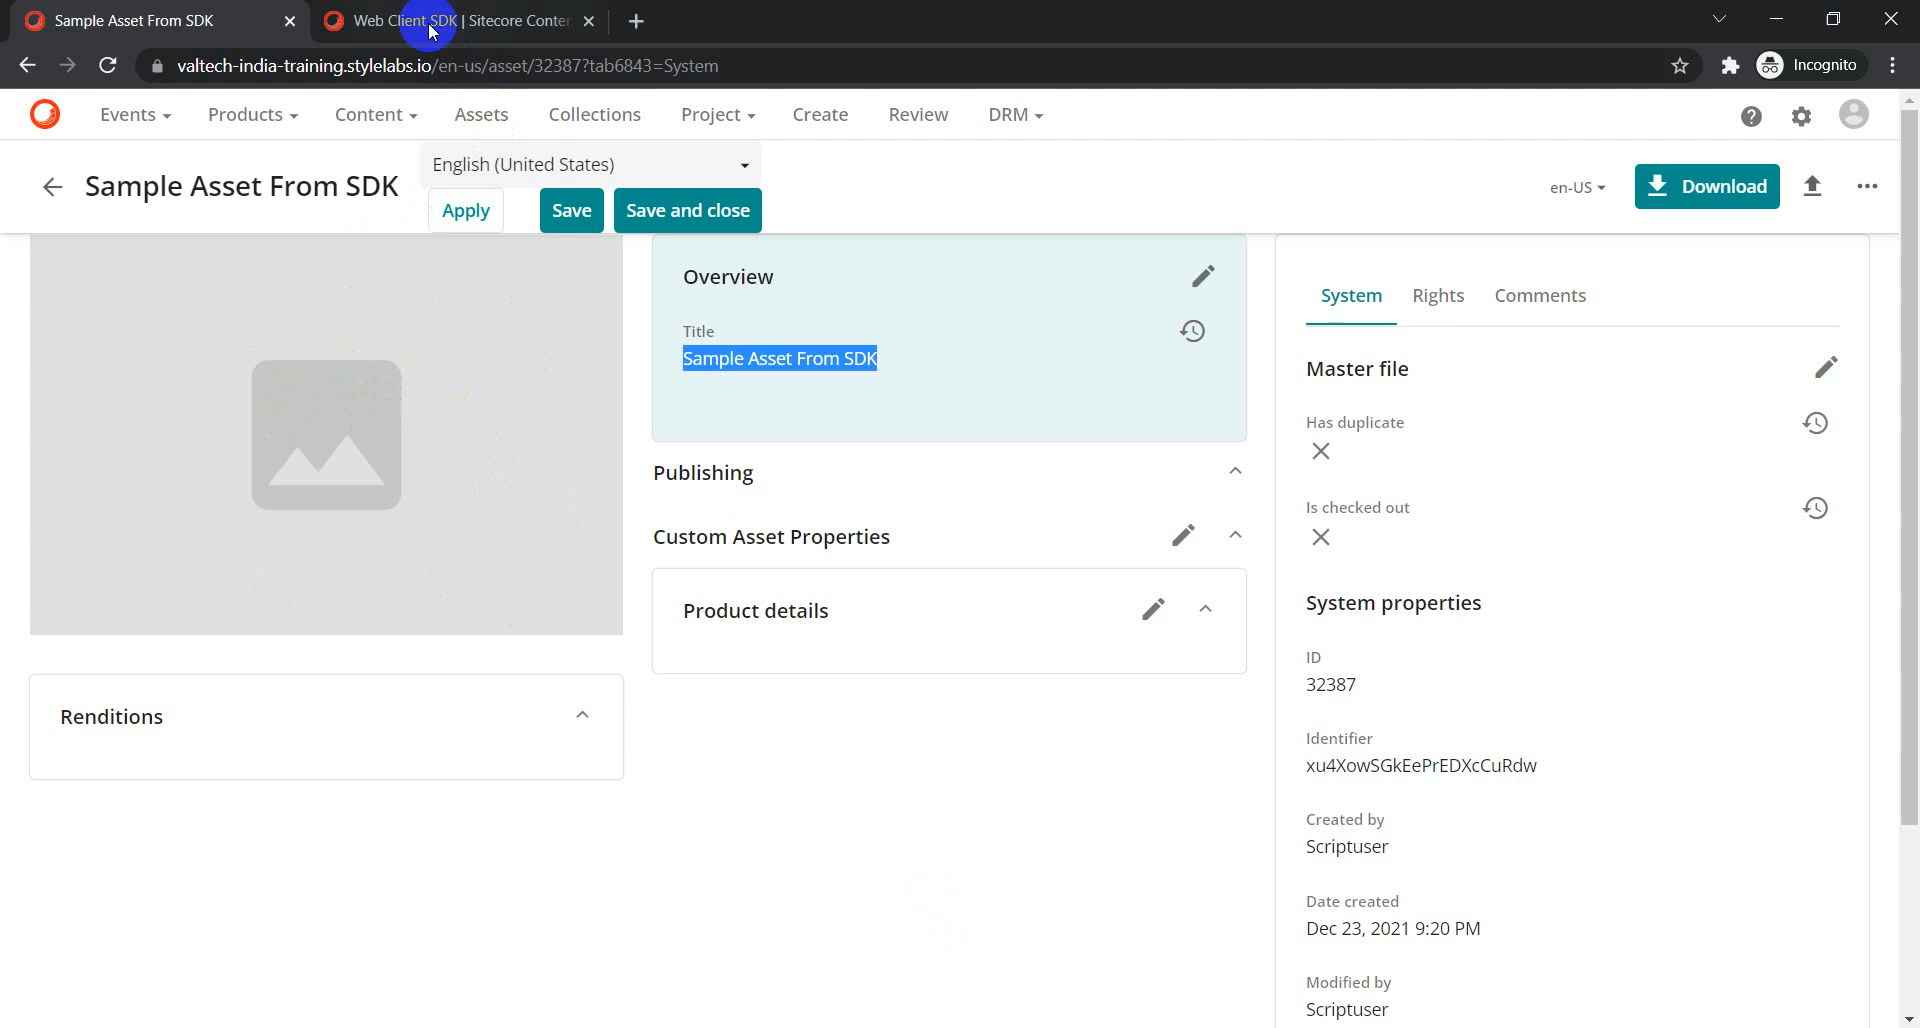 Sample Asset From SDK
Web Client SDK | Sitecore Conten
valtech-india-training.stylelabs.io/en-us/asset/32387?tab6843=System
Incognito
Events
Products
Content
Assets
Collections
Project
Create
Review
DRM
Sample Asset From SDK
English (United States)
Apply
Save
Save and close
en-US
Download
Overview
Title
Sample Asset From SDK
Publishing
Custom Asset Properties
Product details
Renditions
System
Rights
Comments
Master file
Has duplicate
Is checked out
System properties
ID
32387
Identifier
xu4XowSGkEePrEDXcCuRdw
Created by
Scriptuser
Date created
Dec 23, 2021 9:20 PM
Modified by
Scriptuser